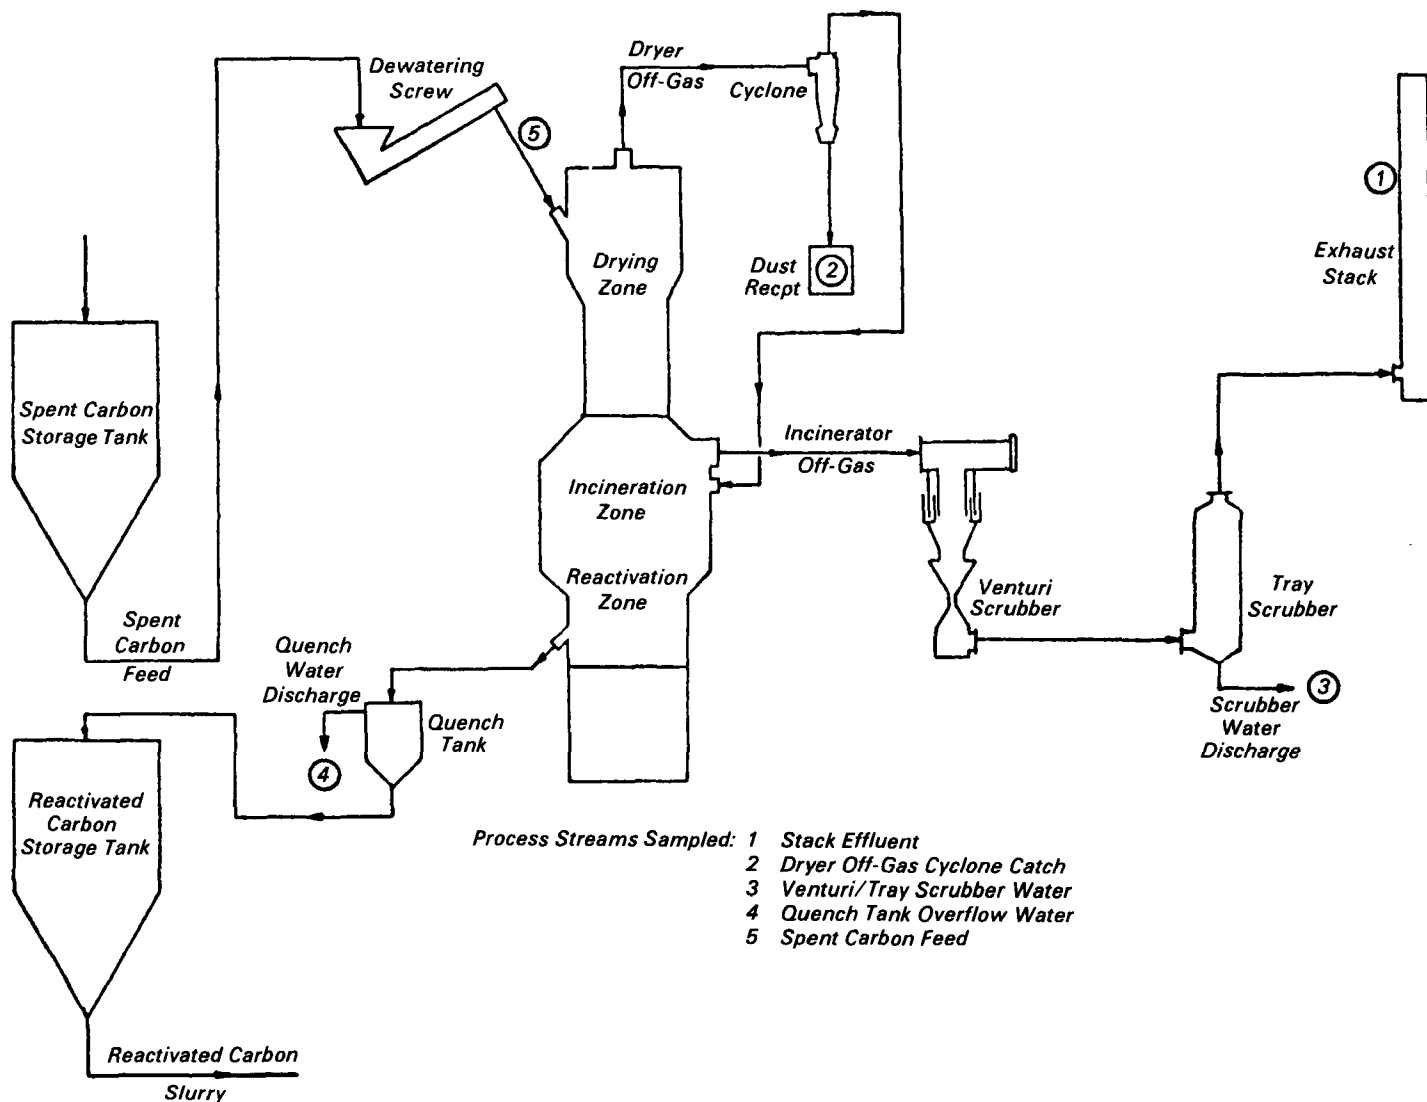 Dewatering
Screw
5
Dryer
Off-Gas
Cyclone
1
Drying
Zone
Dust
Recpt
2
Exhaust
Stack
Spent Carbon
Storage Tank
Incinerator
Off-Gas
Incineration
Zone
Reactivation
Zone
Venturi
Scrubber
Tray
Scrubber
Spent
Carbon
Feed
Quench
Water
Discharge
3
Scrubber
Water
Discharge
Quench
Tank
4
Reactivated
Carbon
Storage Tank
Process Streams Sampled: 1 Stack Effluent
2 Dryer Off-Gas Cyclone Catch
3 Venturi/Tray Scrubber Water
4 Quench Tank Overflow Water
5 Spent Carbon Feed
Reactivated Carbon
Slurry